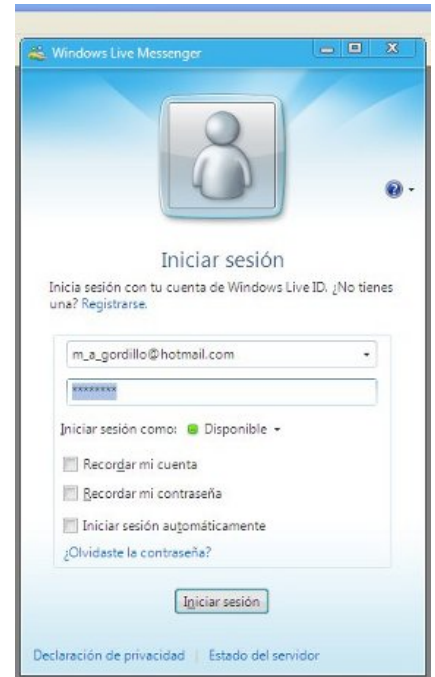 Windows Live Messenger
Iniciar sesión
Inicia sesión con tu cuenta de Windows Live ID. ¿No tienes
una? Registrarse.
m_a_gordillo@hotmail.com
********
Iniciar sesión como: Disponible
Recordar mi cuenta
Recordar mi contraseña
Iniciar sesión automáticamente
¿Olvidaste la contraseña?
Iniciar sesión
Declaración de privacidad | Estado del servidor